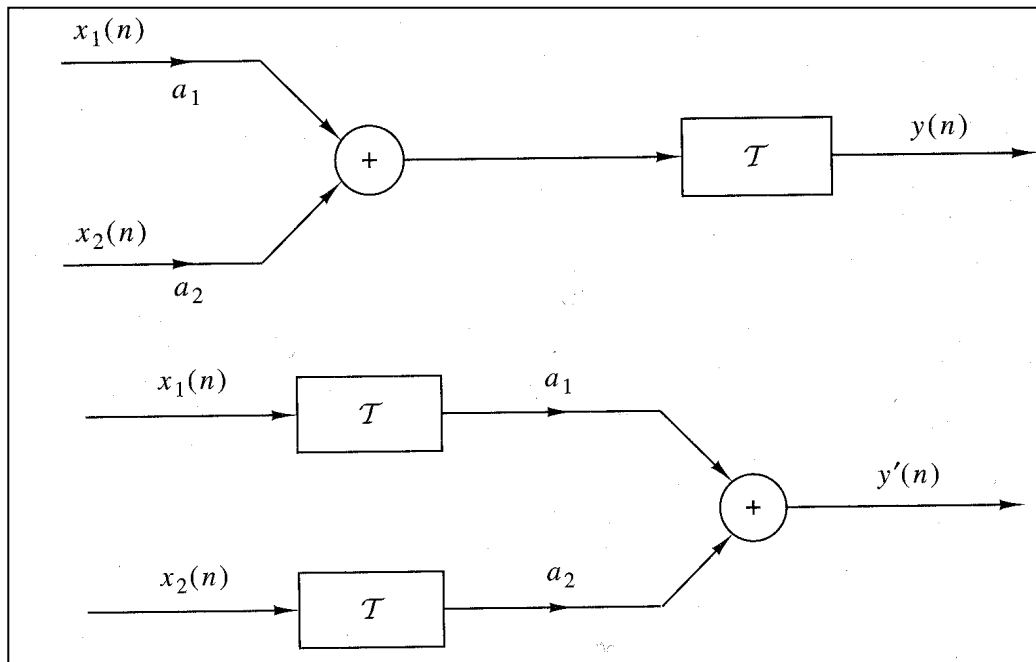 x₁(n)
a₁
+
𝒯
y(n)
x₂(n)
a₂
x₁(n)
𝒯
a₁
+
y′(n)
x₂(n)
𝒯
a₂